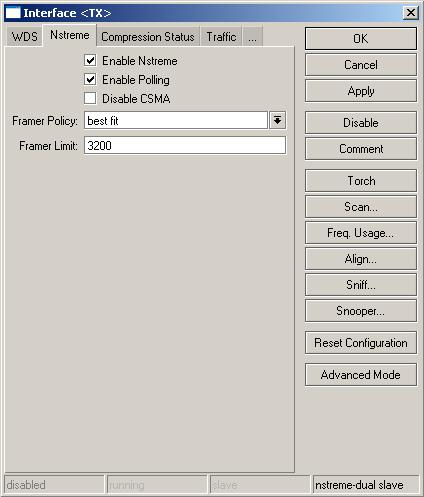 Interface <TX>
WDS Nstreme Compression Status Traffic ...
Enable Nstreme
Enable Polling
Disable CSMA
Framer Policy: best fit
Framer Limit: 3200
OK
Cancel
Apply
Disable
Comment
Torch
Scan...
Freq. Usage...
Align...
Sniff...
Snooper...
Reset Configuration
Advanced Mode
disabled running slave nstreme-dual slave